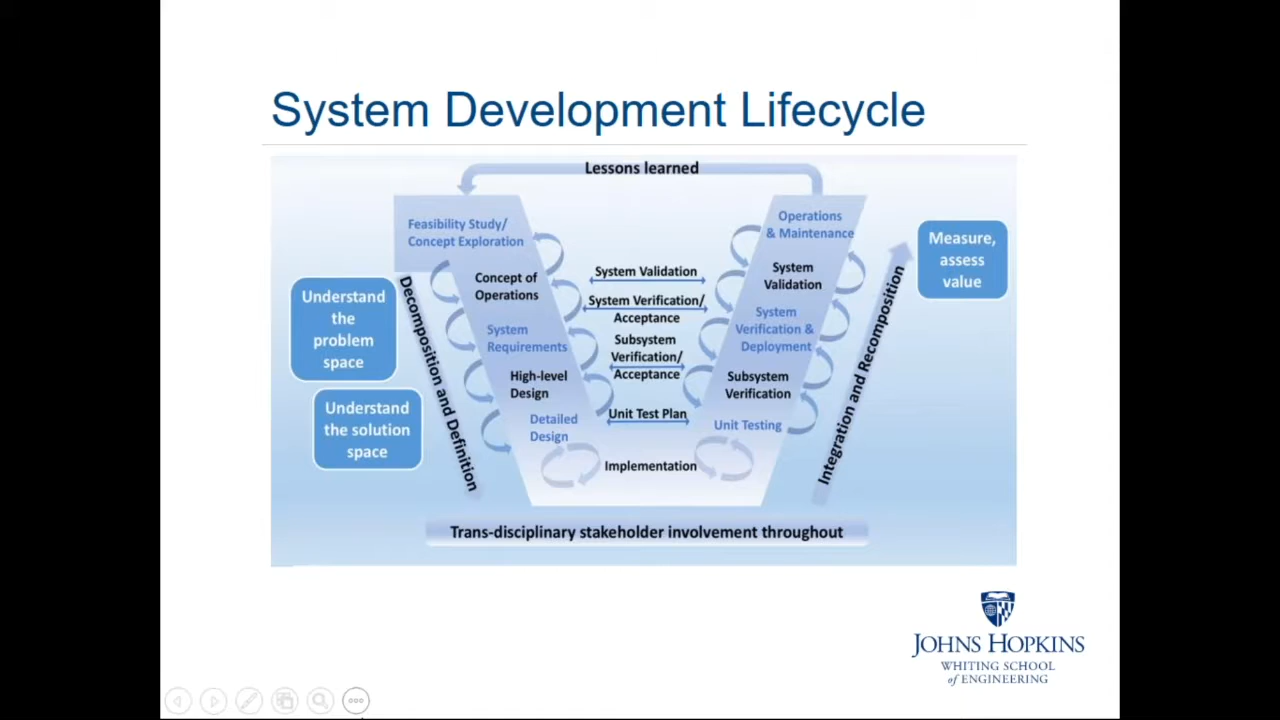 System Development Lifecycle
Lessons learned
Feasibility Study/
Concept Exploration
Concept of
Operations
System
Requirements
High-level
Design
Detailed
Design
Understand
the
problem
space
Understand
the solution
space
Decomposition and Definition
System Validation
System Verification/
Acceptance
Subsystem
Verification/
Acceptance
Unit Test Plan
Implementation
Operations
& Maintenance
System
Validation
System
Verification &
Deployment
Subsystem
Verification
Unit Testing
Integration and Recomposition
Measure,
assess
value
Trans-disciplinary stakeholder involvement throughout
JOHNS HOPKINS
WHITING SCHOOL
of ENGINEERING